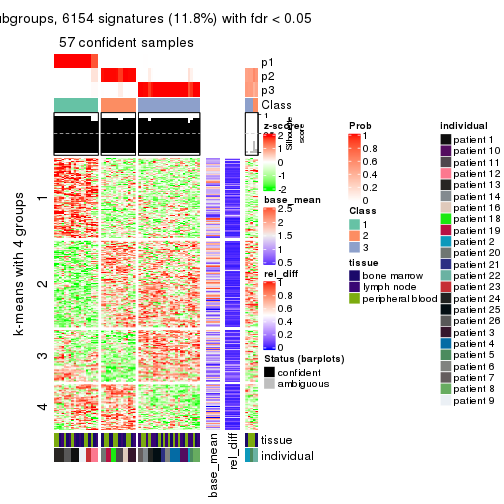 ubgroups, 6154 signatures (11.8%) with fdr < 0.05
57 confident samples
p1
p2
p3
Class
Silhouette score
1
k-means with 4 groups
1
2
3
4
tissue
individual
base_mean
rel_diff
z-score
2
1
0
-1
-2
base_mean
2.5
2
1.5
1
0.5
rel_diff
1
0.8
0.6
0.4
0.2
0
Status (barplots)
confident
ambiguous
Prob
1
0.8
0.6
0.4
0.2
0
Class
1
2
3
tissue
bone marrow
lymph node
peripheral blood
individual
patient 1
patient 10
patient 11
patient 12
patient 13
patient 14
patient 16
patient 18
patient 19
patient 2
patient 20
patient 21
patient 22
patient 23
patient 24
patient 25
patient 26
patient 3
patient 4
patient 5
patient 6
patient 7
patient 8
patient 9